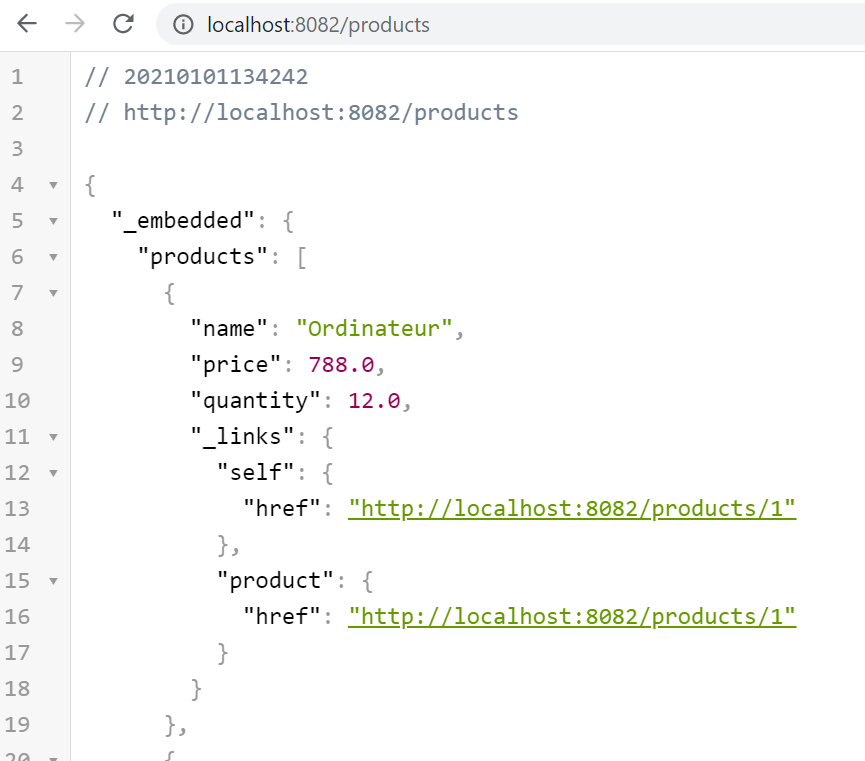 localhost:8082/products
1 // 20210101134242
2 // http://localhost:8082/products
3
4 {
5 "_embedded": {
6 "products": [
7 {
8 "name": "Ordinateur",
9 "price": 788.0,
10 "quantity": 12.0,
11 "_links": {
12 "self": {
13 "href": "http://localhost:8082/products/1"
14 },
15 "product": {
16 "href": "http://localhost:8082/products/1"
17 }
18 }
19 },
20 {